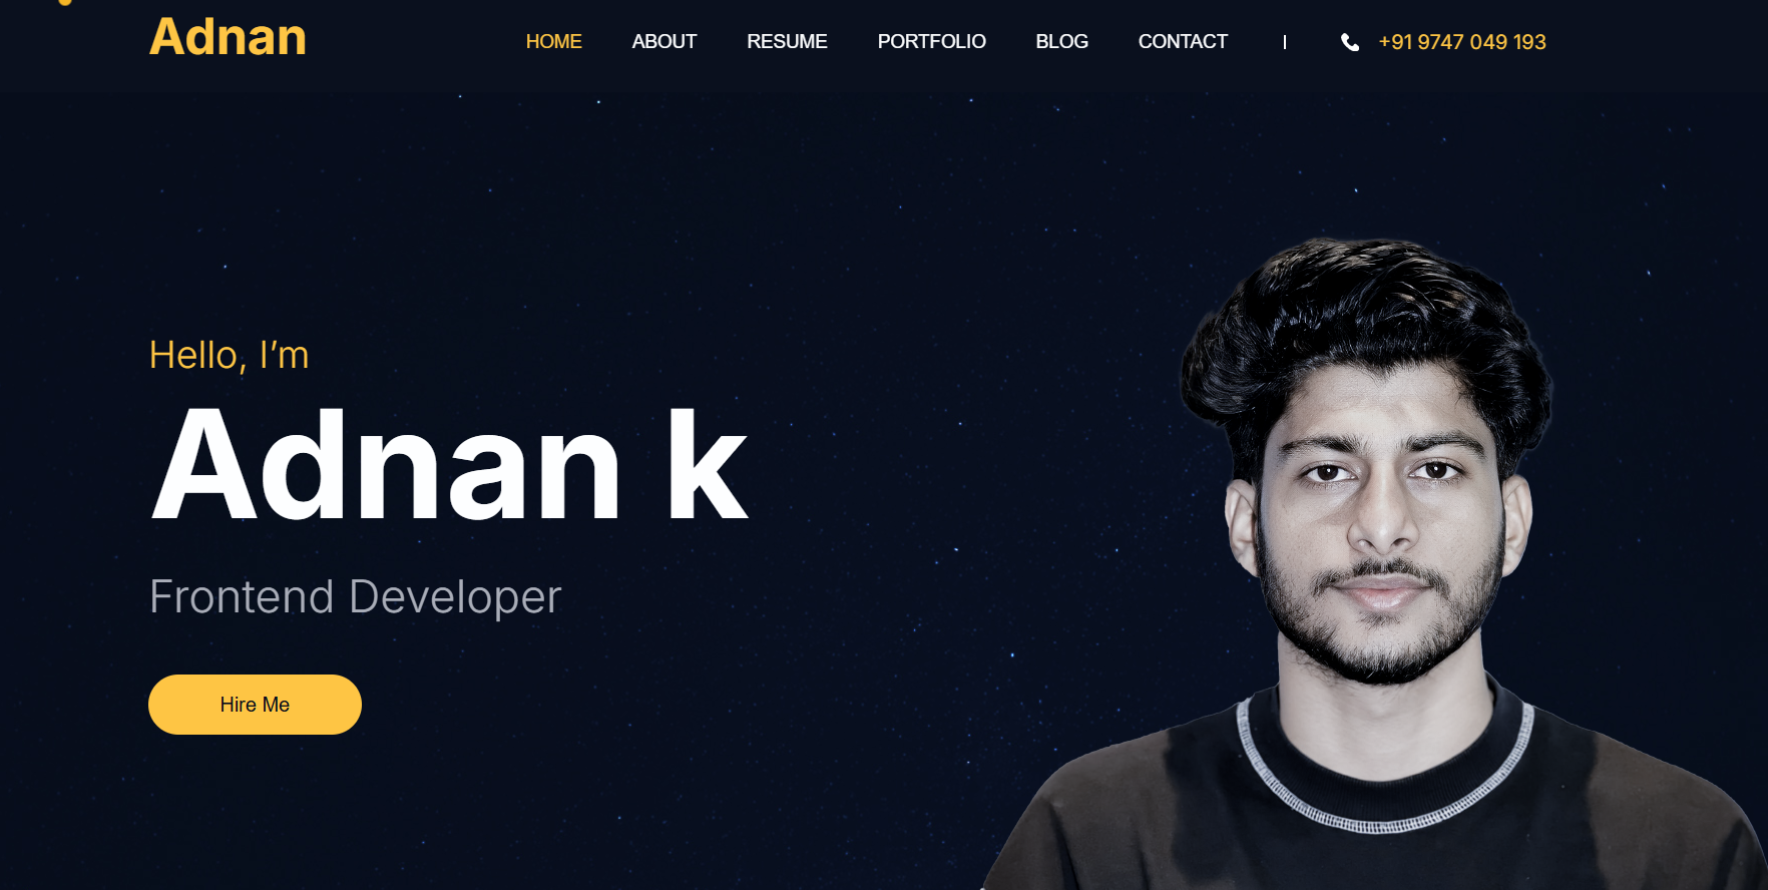 Adnan
HOME ABOUT RESUME PORTFOLIO BLOG CONTACT | +91 9747 049 193
Hello, I’m
Adnan k
Frontend Developer
Hire Me